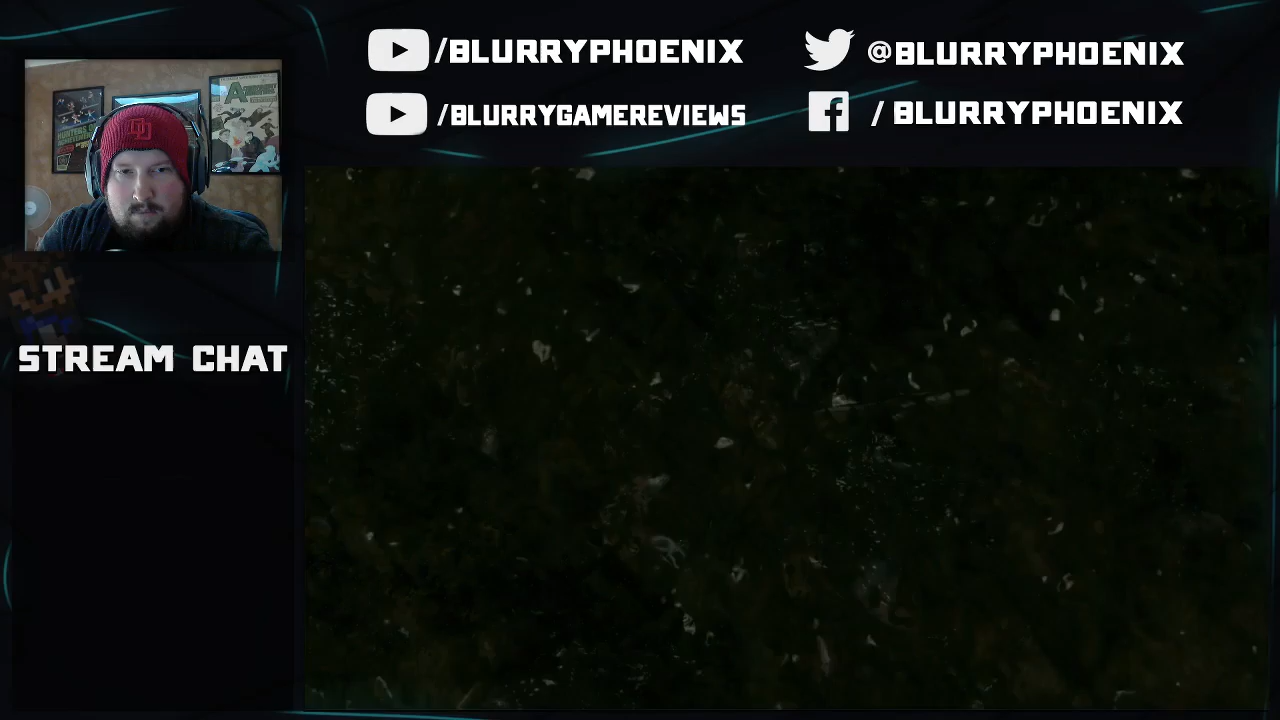 /BLURRYPHOENIX
@BLURRYPHOENIX
/BLURRYGAMEREVIEWS
/ BLURRYPHOENIX
STREAM CHAT